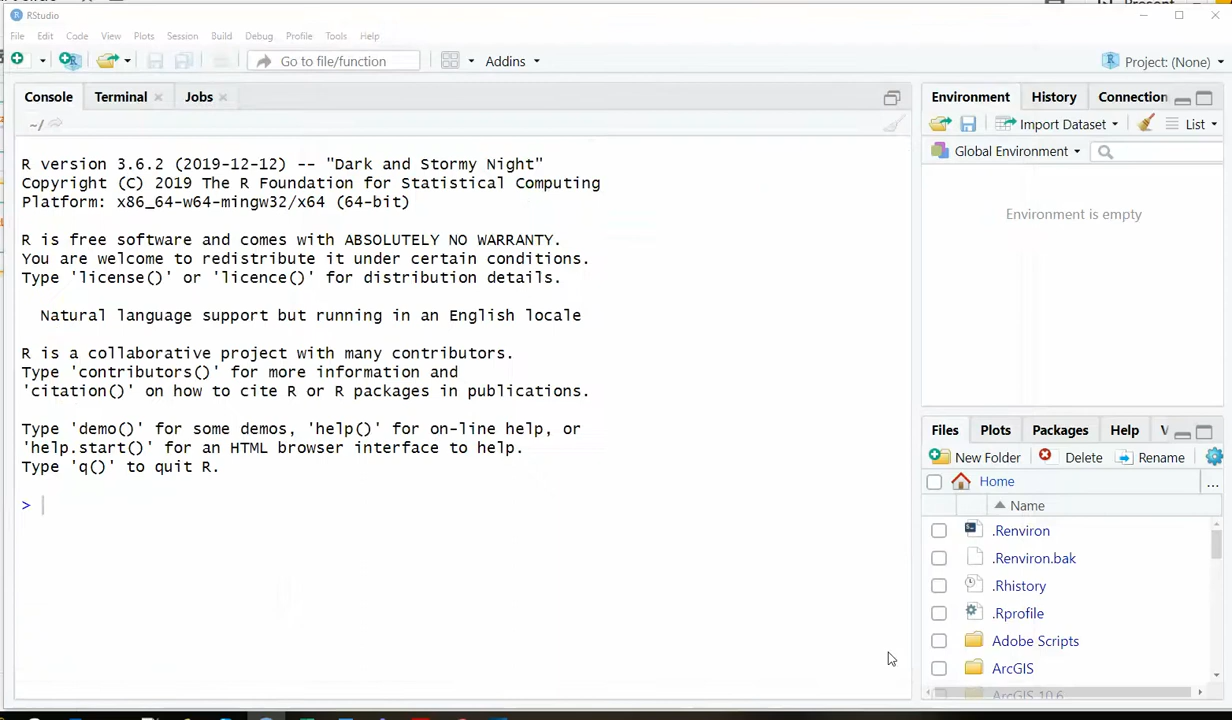 RStudio
File Edit Code View Plots Session Build Debug Profile Tools Help
Go to file/function Addins Project: (None)
Console Terminal Jobs
~/
R version 3.6.2 (2019-12-12) -- "Dark and Stormy Night"
Copyright (C) 2019 The R Foundation for Statistical Computing
Platform: x86_64-w64-mingw32/x64 (64-bit)
R is free software and comes with ABSOLUTELY NO WARRANTY.
You are welcome to redistribute it under certain conditions.
Type 'license()' or 'licence()' for distribution details.
Natural language support but running in an English locale
R is a collaborative project with many contributors.
Type 'contributors()' for more information and
'citation()' on how to cite R or R packages in publications.
Type 'demo()' for some demos, 'help()' for on-line help, or
'help.start()' for an HTML browser interface to help.
Type 'q()' to quit R.
>
Environment History Connection
Import Dataset List
Global Environment
Environment is empty
Files Plots Packages Help V
New Folder Delete Rename
Home ...
Name
.Renviron
.Renviron.bak
.Rhistory
.Rprofile
Adobe Scripts
ArcGIS
ArcGIS 10.6